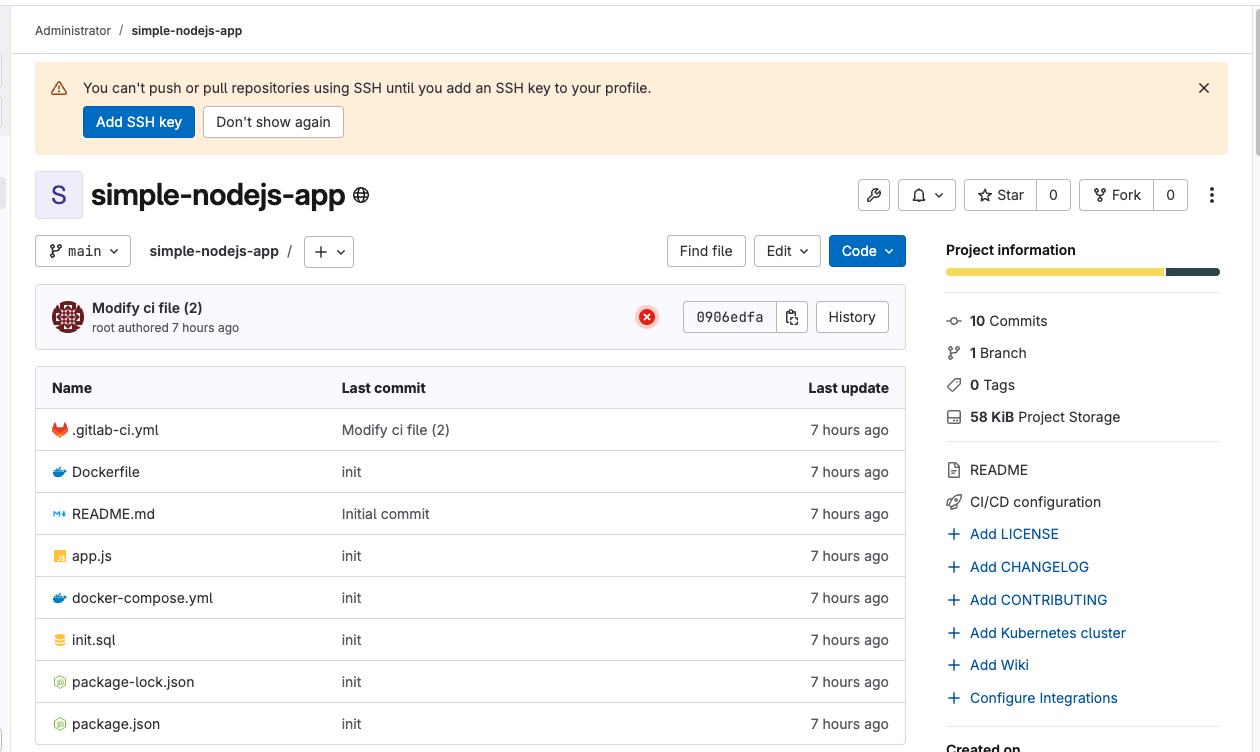 Administrator / simple-nodejs-app
You can't push or pull repositories using SSH until you add an SSH key to your profile.
Add SSH key Don't show again
S simple-nodejs-app
Star 0 Fork 0
main simple-nodejs-app / + Find file Edit Code
Modify ci file (2)
root authored 7 hours ago
0906edfa History
Name Last commit Last update
.gitlab-ci.yml Modify ci file (2) 7 hours ago
Dockerfile init 7 hours ago
README.md Initial commit 7 hours ago
app.js init 7 hours ago
docker-compose.yml init 7 hours ago
init.sql init 7 hours ago
package-lock.json init 7 hours ago
package.json init 7 hours ago
Project information
10 Commits
1 Branch
0 Tags
58 KiB Project Storage
README
CI/CD configuration
+ Add LICENSE
+ Add CHANGELOG
+ Add CONTRIBUTING
+ Add Kubernetes cluster
+ Add Wiki
+ Configure Integrations
Created on